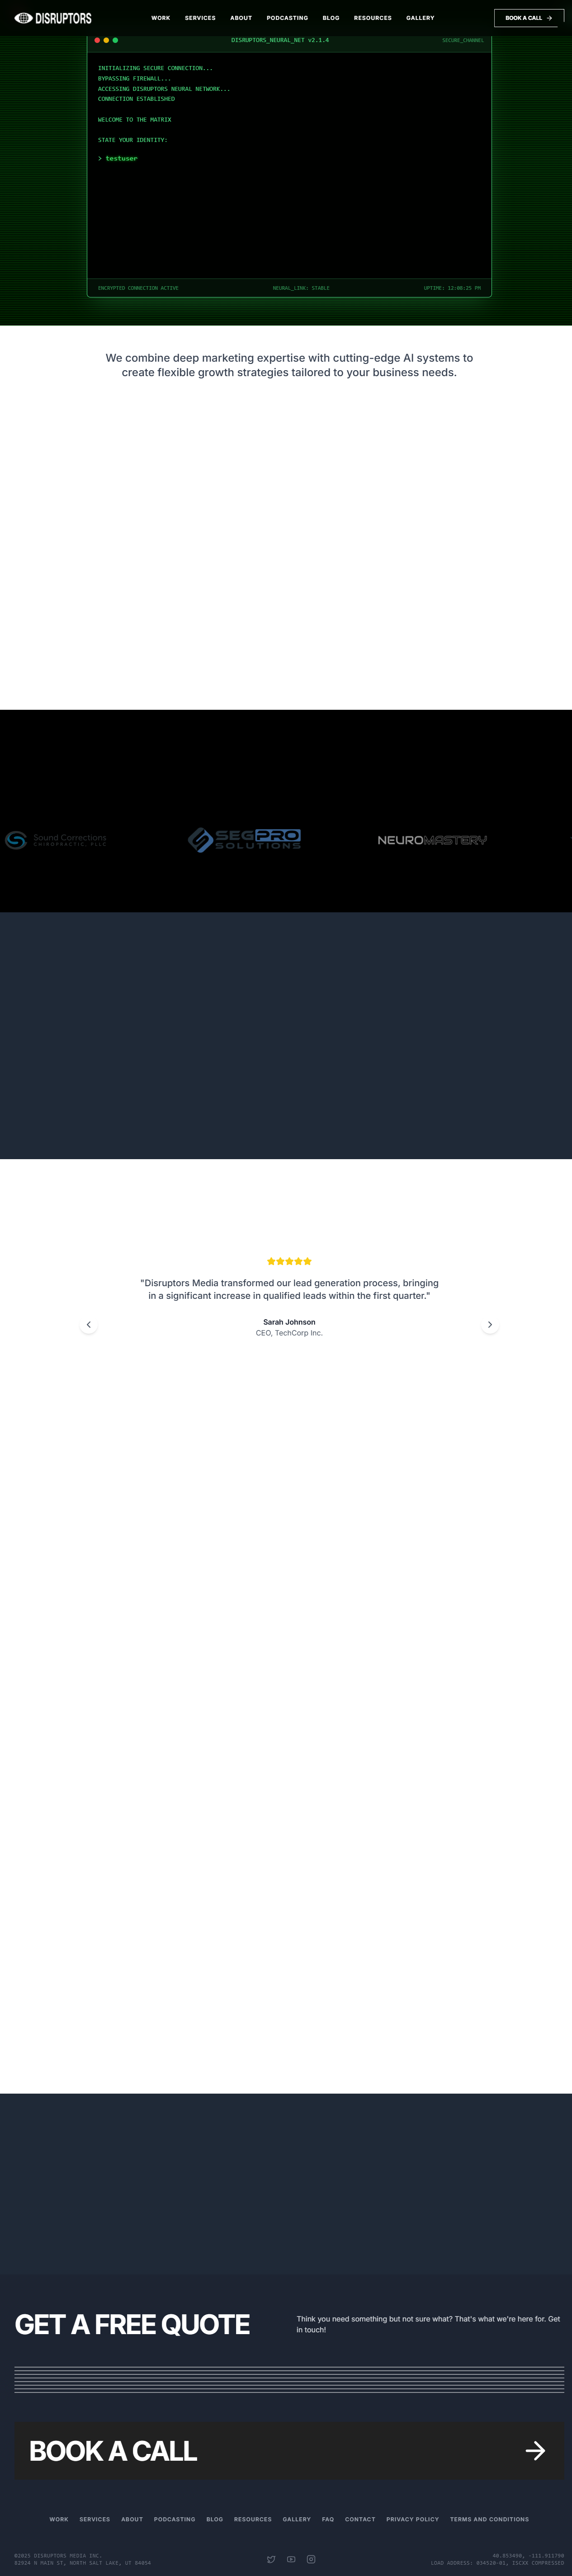 DISRUPTORS
WORK SERVICES ABOUT PODCASTING BLOG RESOURCES GALLERY
BOOK A CALL
DISRUPTORS_NEURAL_NET v2.1.4
SECURE_CHANNEL
INITIALIZING SECURE CONNECTION...
BYPASSING FIREWALL...
ACCESSING DISRUPTORS NEURAL NETWORK...
CONNECTION ESTABLISHED
WELCOME TO THE MATRIX
STATE YOUR IDENTITY:
> testuser
ENCRYPTED CONNECTION ACTIVE
NEURAL_LINK: STABLE
UPTIME: 12:08:25 PM
We combine deep marketing expertise with cutting-edge AI systems to
create flexible growth strategies tailored to your business needs.
Sound Corrections
CHIROPRACTIC, PLLC
SEGPRO
SOLUTIONS
NEUROMASTERY
"Disruptors Media transformed our lead generation process, bringing
in a significant increase in qualified leads within the first quarter."
Sarah Johnson
CEO, TechCorp Inc.
GET A FREE QUOTE
Think you need something but not sure what? That's what we're here for. Get
in touch!
BOOK A CALL
WORK SERVICES ABOUT PODCASTING BLOG RESOURCES GALLERY FAQ CONTACT PRIVACY POLICY TERMS AND CONDITIONS
©2025 DISRUPTORS MEDIA INC.
N MAIN ST, NORTH SALT LAKE, UT 84054
LOAD ADDRESS: COMPRESSED